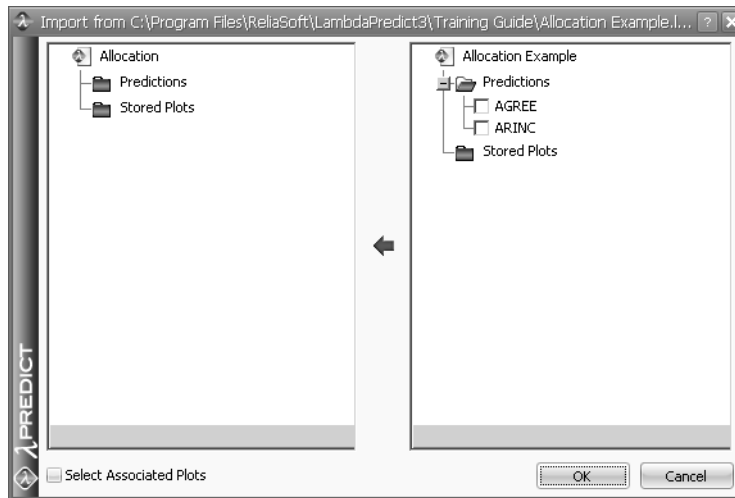 Import from C:\Program Files\ReliaSoft\LambdaPredict3\Training Guide\Allocation Example.l...
Allocation
Predictions
Stored Plots
Allocation Example
Predictions
AGREE
ARINC
Stored Plots
λPREDICT
Select Associated Plots
OK
Cancel